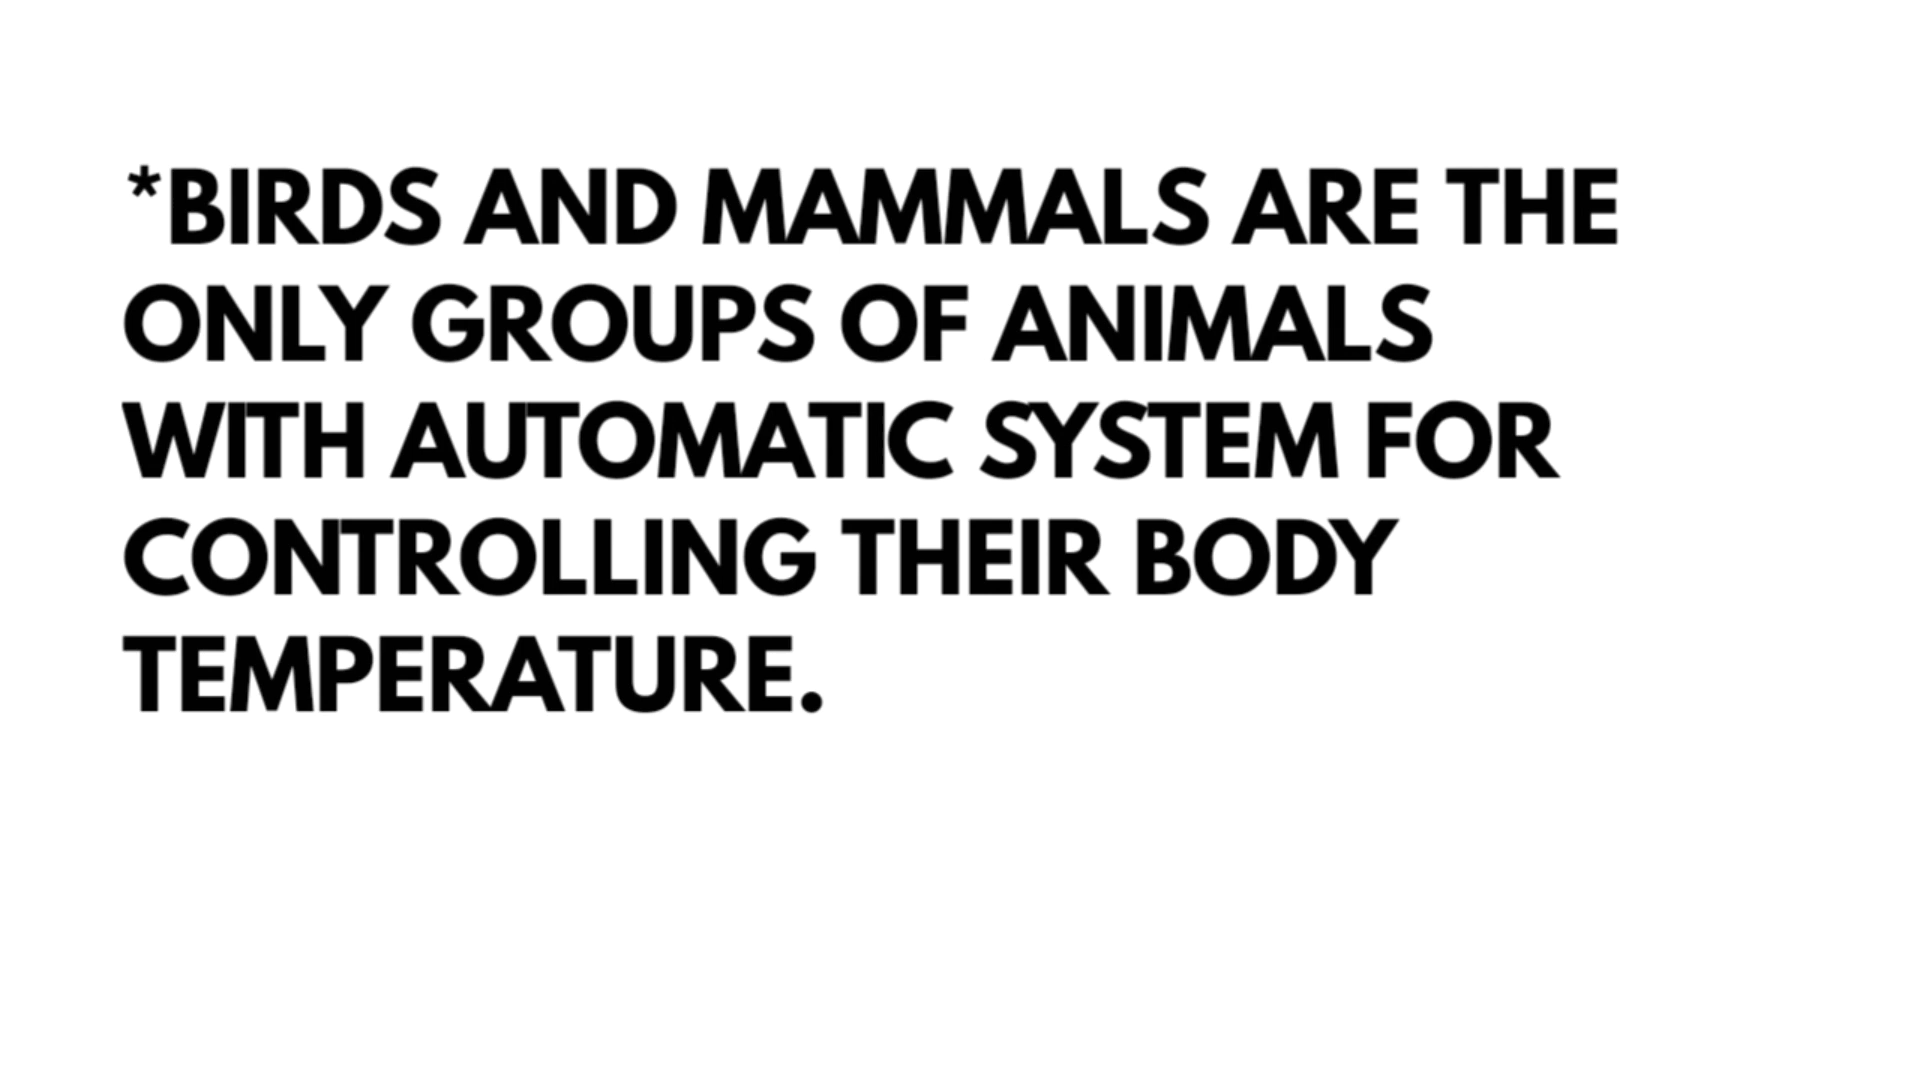 *BIRDS AND MAMMALS ARE THE
ONLY GROUPS OF ANIMALS
WITH AUTOMATIC SYSTEM FOR
CONTROLLING THEIR BODY
TEMPERATURE.